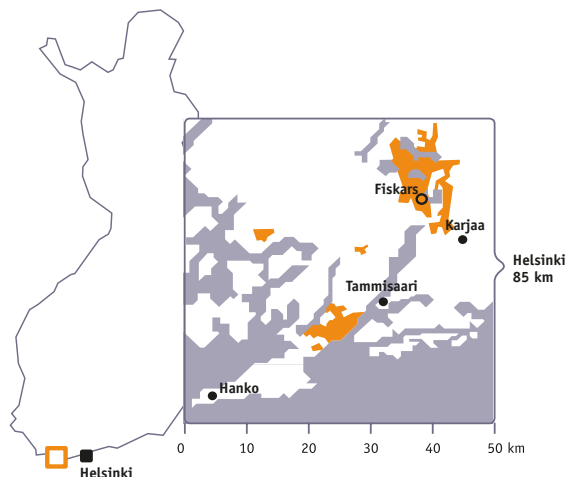 Fiskars
Karjaa
Helsinki
85 km
Tammisaari
Hanko
0 10 20 30 40 50 km
Helsinki